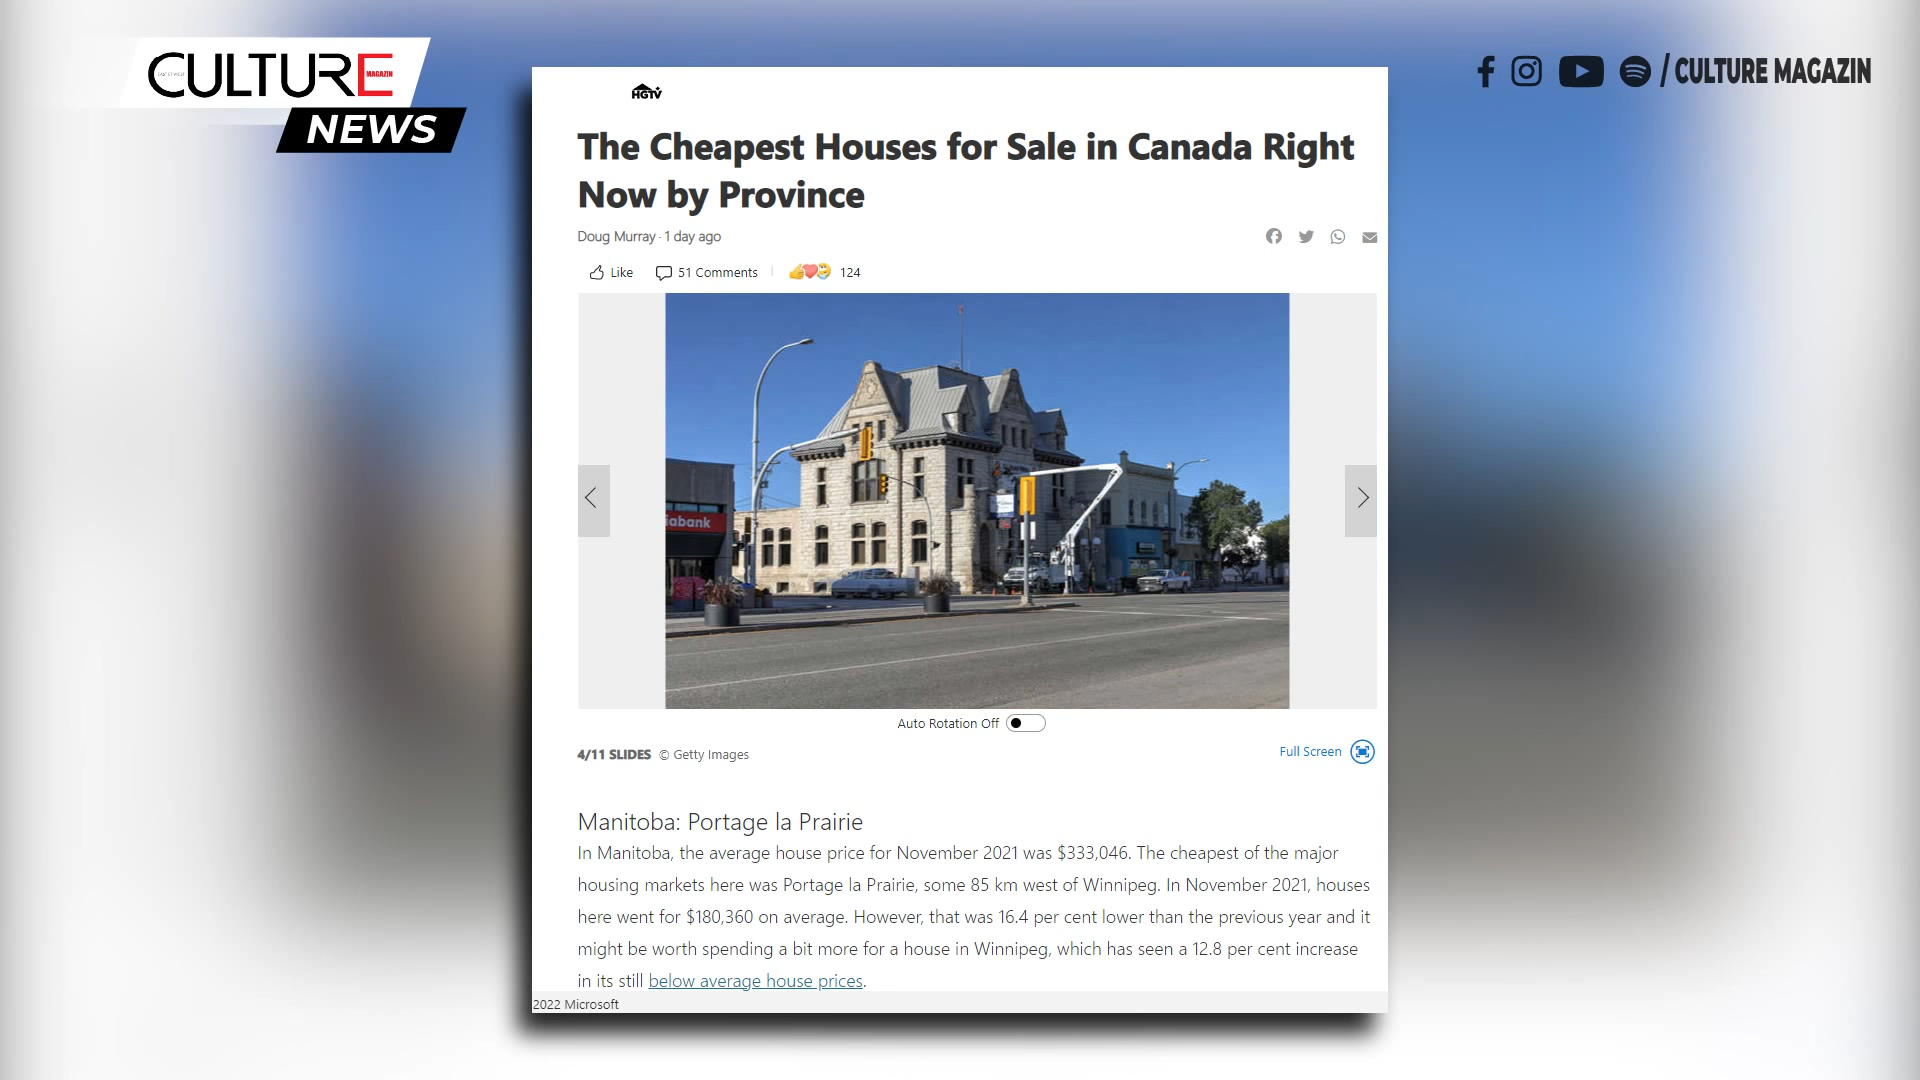 CULTURE
MAGAZIN
NEWS
/ CULTURE MAGAZIN
HGTV
The Cheapest Houses for Sale in Canada Right
Now by Province
Doug Murray · 1 day ago
Like
51 Comments
124
iabank
Auto Rotation Off
4/11 SLIDES © Getty Images
Full Screen
Manitoba: Portage la Prairie
In Manitoba, the average house price for November 2021 was $333,046. The cheapest of the major
housing markets here was Portage la Prairie, some 85 km west of Winnipeg. In November 2021, houses
here went for $180,360 on average. However, that was 16.4 per cent lower than the previous year and it
might be worth spending a bit more for a house in Winnipeg, which has seen a 12.8 per cent increase
in its still below average house prices.
2022 Microsoft